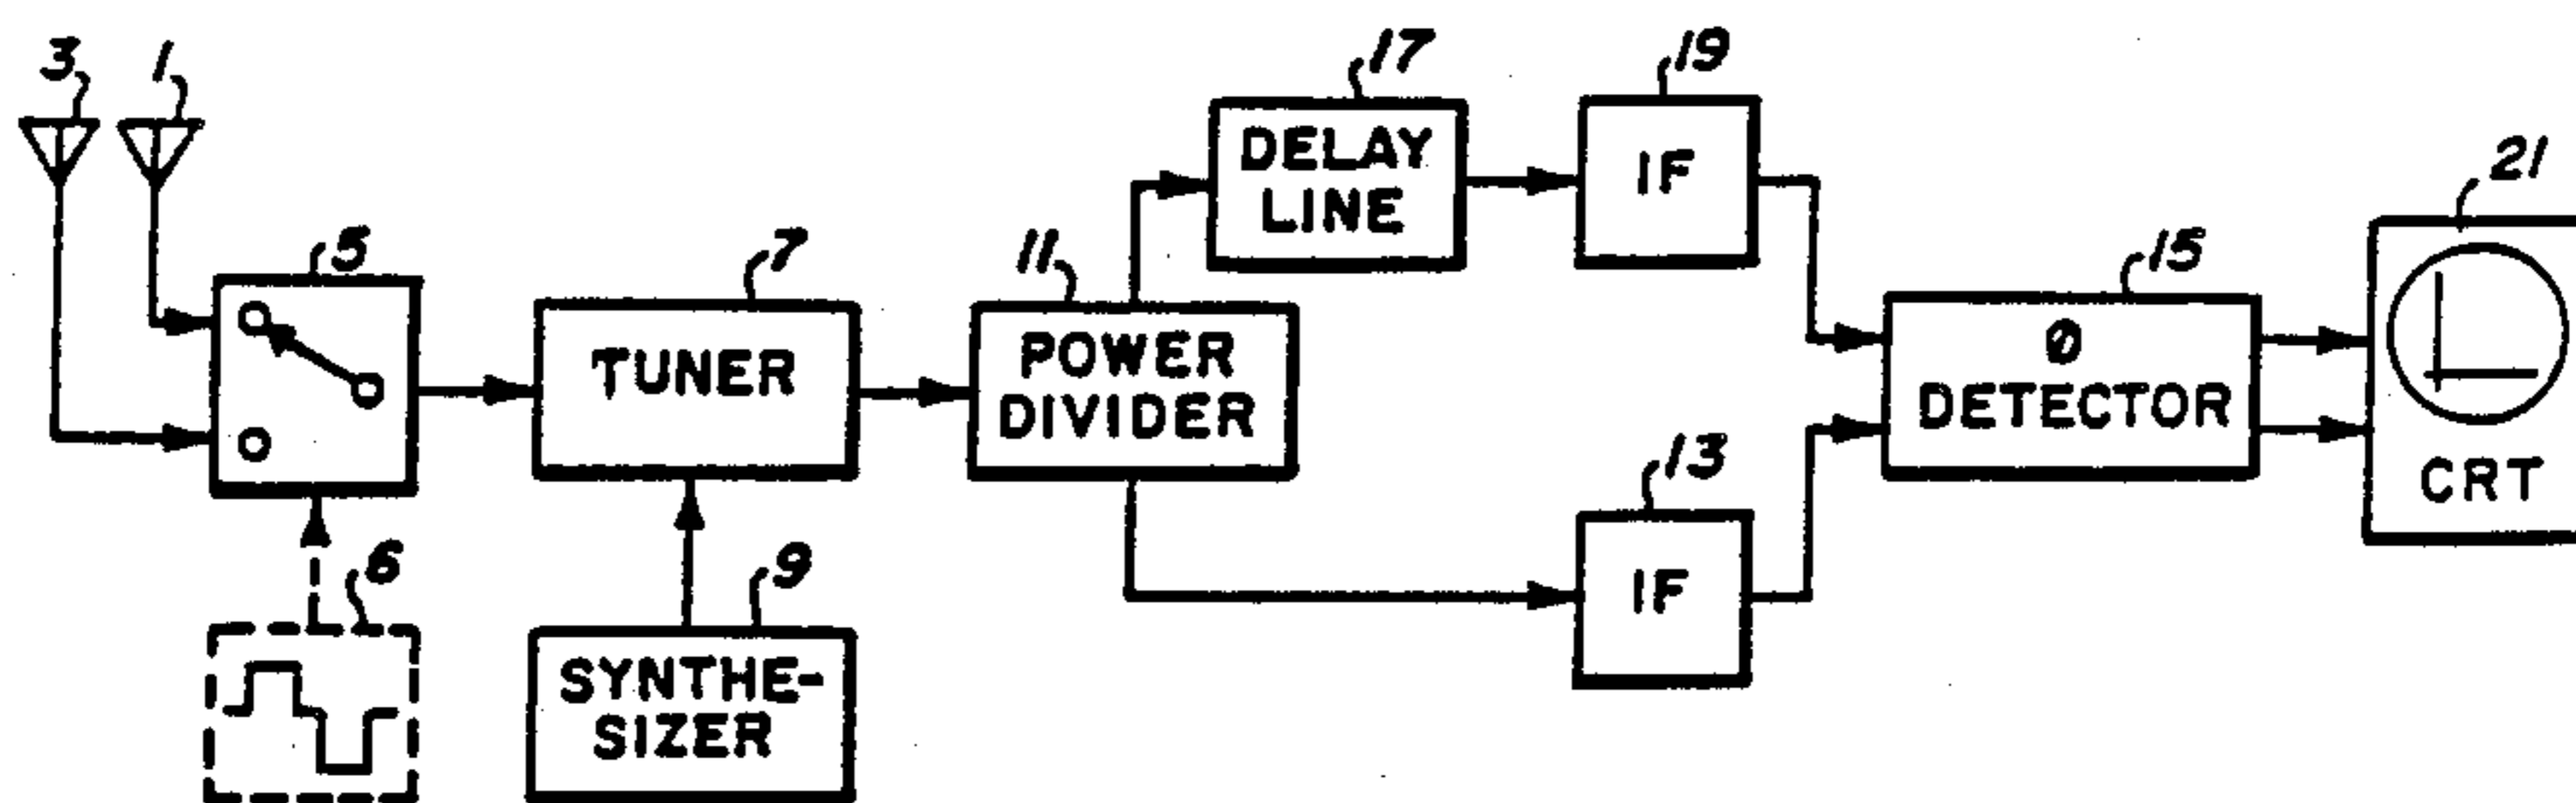 3
1
5
6
7
TUNER
9
SYNTHE-
SIZER
11
POWER
DIVIDER
17
DELAY
LINE
19
IF
13
IF
15
Ø
DETECTOR
21
CRT